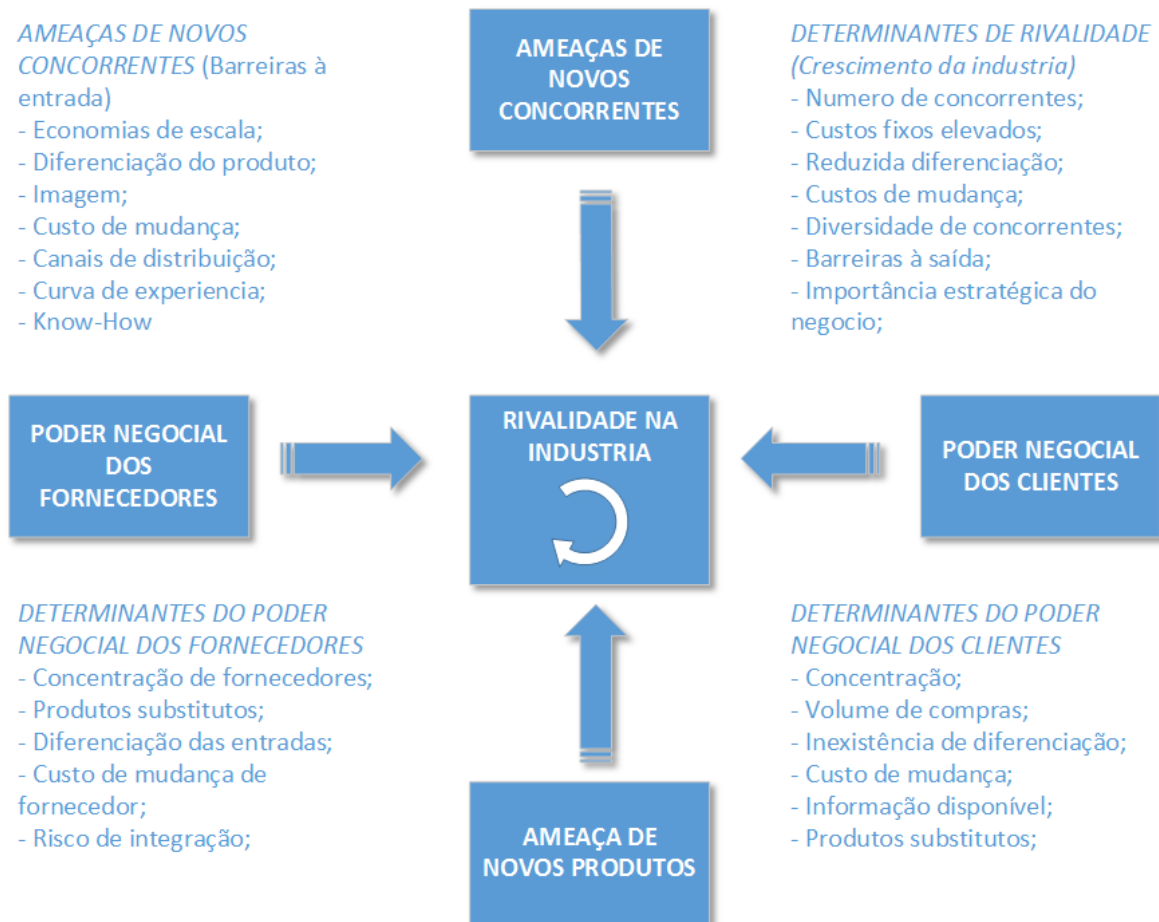 AMEAÇAS DE NOVOS
CONCORRENTES (Barreiras à
entrada)
- Economias de escala;
- Diferenciação do produto;
- Imagem;
- Custo de mudança;
- Canais de distribuição;
- Curva de experiencia;
- Know-How
AMEAÇAS DE
NOVOS
CONCORRENTES
DETERMINANTES DE RIVALIDADE
(Crescimento da industria)
- Numero de concorrentes;
- Custos fixos elevados;
- Reduzida diferenciação;
- Custos de mudança;
- Diversidade de concorrentes;
- Barreiras à saída;
- Importância estratégica do
negocio;
PODER NEGOCIAL
DOS
FORNECEDORES
RIVALIDADE NA
INDUSTRIA
PODER NEGOCIAL
DOS CLIENTES
DETERMINANTES DO PODER
NEGOCIAL DOS FORNECEDORES
- Concentração de fornecedores;
- Produtos substitutos;
- Diferenciação das entradas;
- Custo de mudança de
fornecedor;
- Risco de integração;
AMEAÇA DE
NOVOS PRODUTOS
DETERMINANTES DO PODER
NEGOCIAL DOS CLIENTES
- Concentração;
- Volume de compras;
- Inexistência de diferenciação;
- Custo de mudança;
- Informação disponível;
- Produtos substitutos;